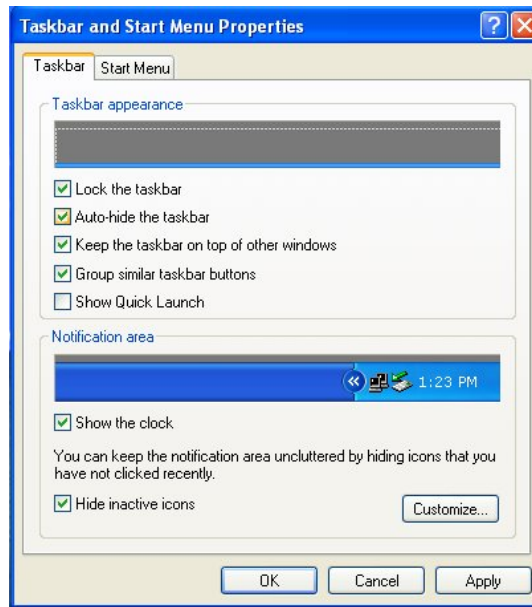 Taskbar and Start Menu Properties
Taskbar
Start Menu
Taskbar appearance
Lock the taskbar
Auto-hide the taskbar
Keep the taskbar on top of other windows
Group similar taskbar buttons
Show Quick Launch
Notification area
1:23 PM
Show the clock
You can keep the notification area uncluttered by hiding icons that you
have not clicked recently.
Hide inactive icons
Customize...
OK
Cancel
Apply